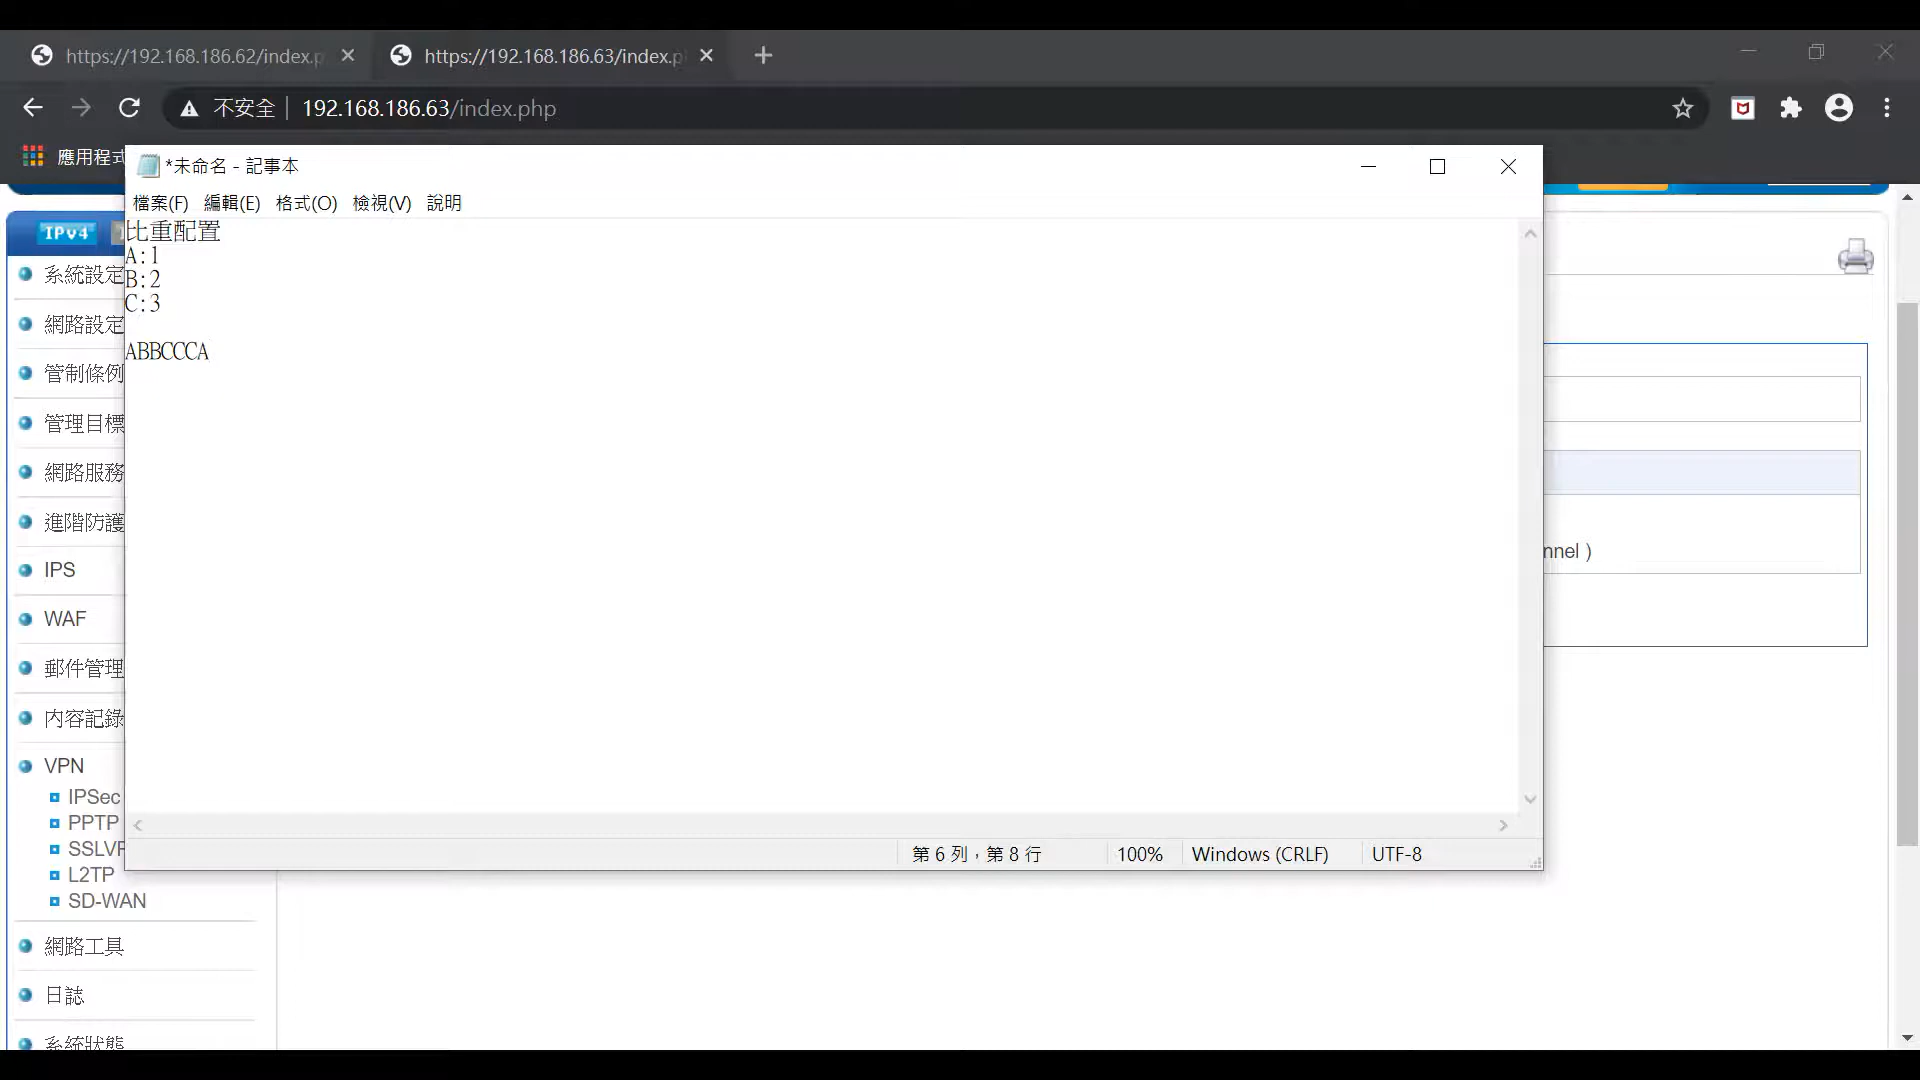 https://192.168.186.62/index.p
https://192.168.186.63/index.p
不安全
192.168.186.63/index.php
應用程式
*未命名 - 記事本
檔案(F) 編輯(E) 格式(O) 檢視(V) 說明
比重配置
A:1
B:2
C:3
ABBCCCA
IPv4
系統設定
網路設定
管制條例
管理目標
網路服務
進階防護
IPS
WAF
郵件管理
內容記錄
VPN
IPSec
PPTP
SSLVP
L2TP
SD-WAN
網路工具
日誌
系統狀態
nnel )
第 6 列，第 8 行
100%
Windows (CRLF)
UTF-8